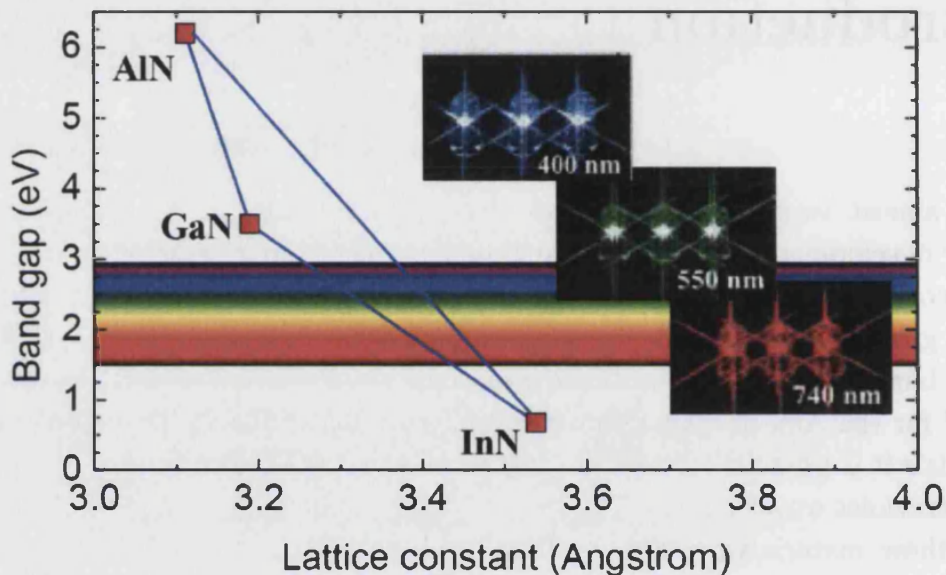 6
5
4
3
2
1
0
Band gap (eV)
AlN
GaN
InN
400 nm
550 nm
740 nm
3.0
3.2
3.4
3.6
3.8
4.0
Lattice constant (Angstrom)